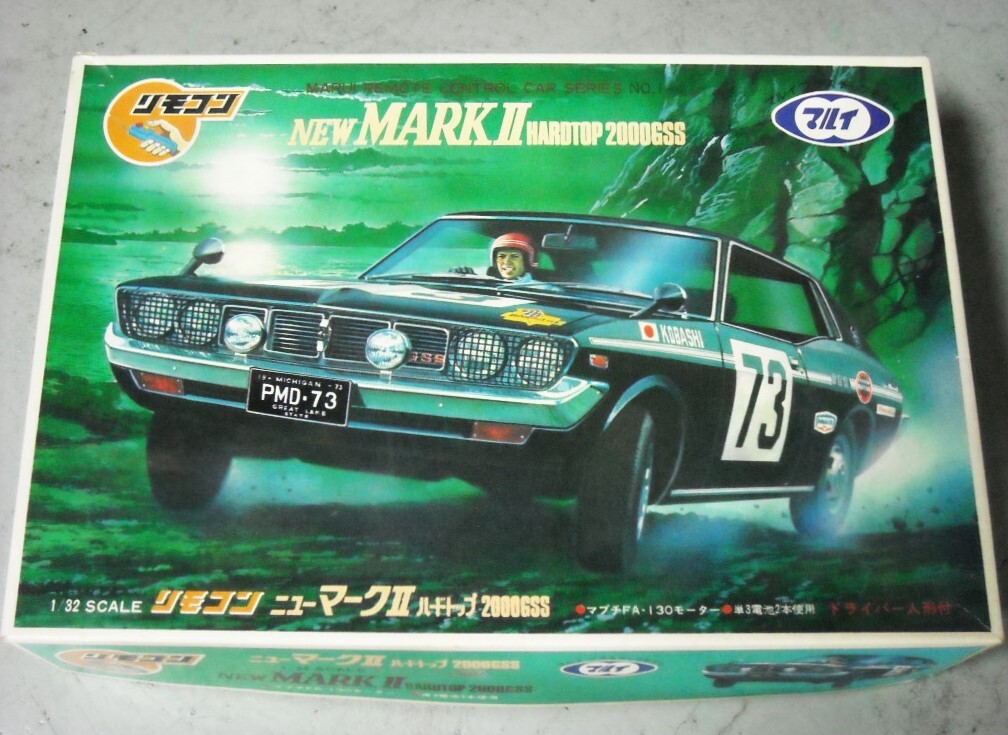 リモコン
MARUI REMOTE CONTROL CAR SERIES NO.1
NEW MARK II HARDTOP 2000GSS
マルイ
GSS
19 MICHIGAN 73
PMD・73
GREAT LAKE
STATE
KOBASHI
73
1/32 SCALE リモコン ニューマークII ハードトップ 2000GSS ●マブチFA・130モーター●単3電池2本使用 ドライバー人形付
リモコン
ニューマークII ハードトップ 2000GSS
NEW MARK II HARDTOP 2000GSS
マルイ